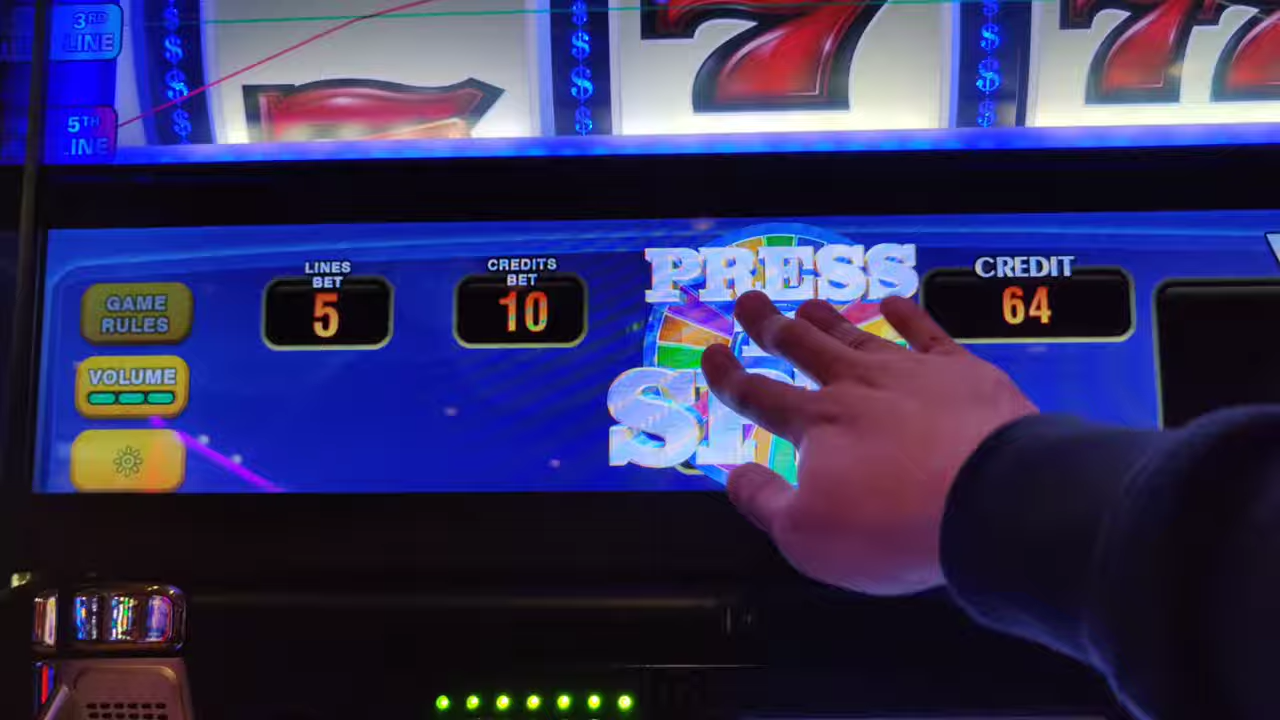 3RD
LINE
5TH
LINE
LINES
BET
5
CREDITS
BET
10
PRESS
CREDIT
64
GAME
RULES
VOLUME